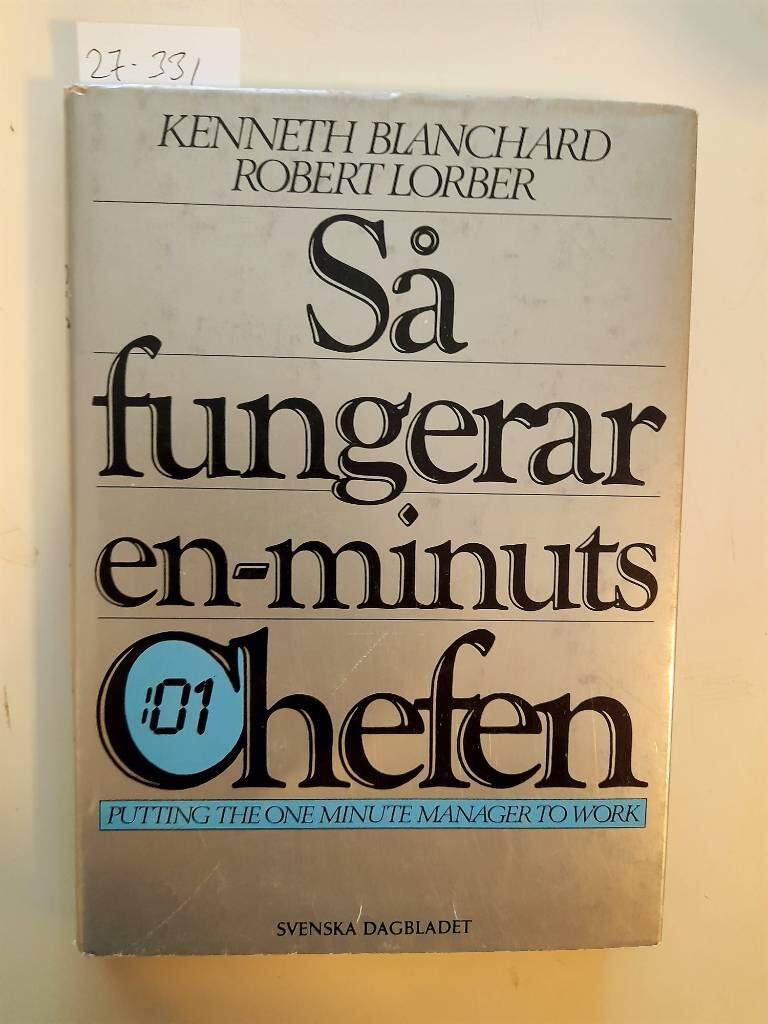 27-331
KENNETH BLANCHARD
ROBERT LORBER
Så
fungerar
en-minuts
Chefen
:01
PUTTING THE ONE MINUTE MANAGER TO WORK
SVENSKA DAGBLADET